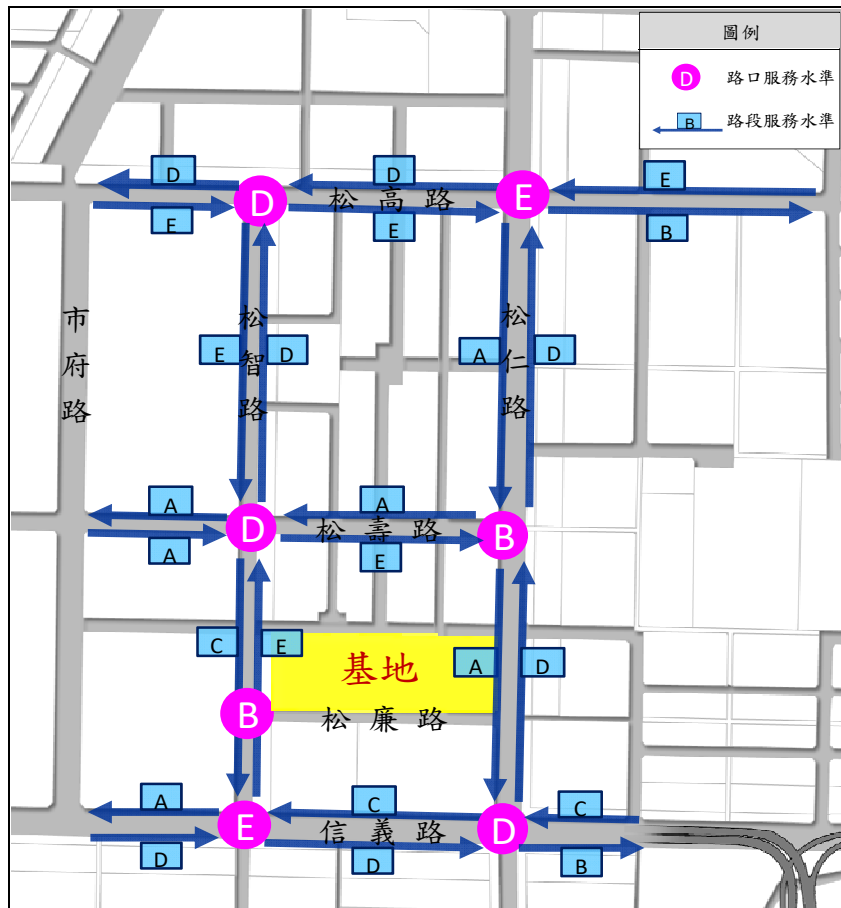 圖例
D 路口服務水準
B 路段服務水準
D D E
D 松高路 E
E E B
市府路
松智路
松仁路
E D A D
A A
D 松壽路 B
A E
C E A D
基地
B 松廉路
A C C
E 信義路 D
D D B